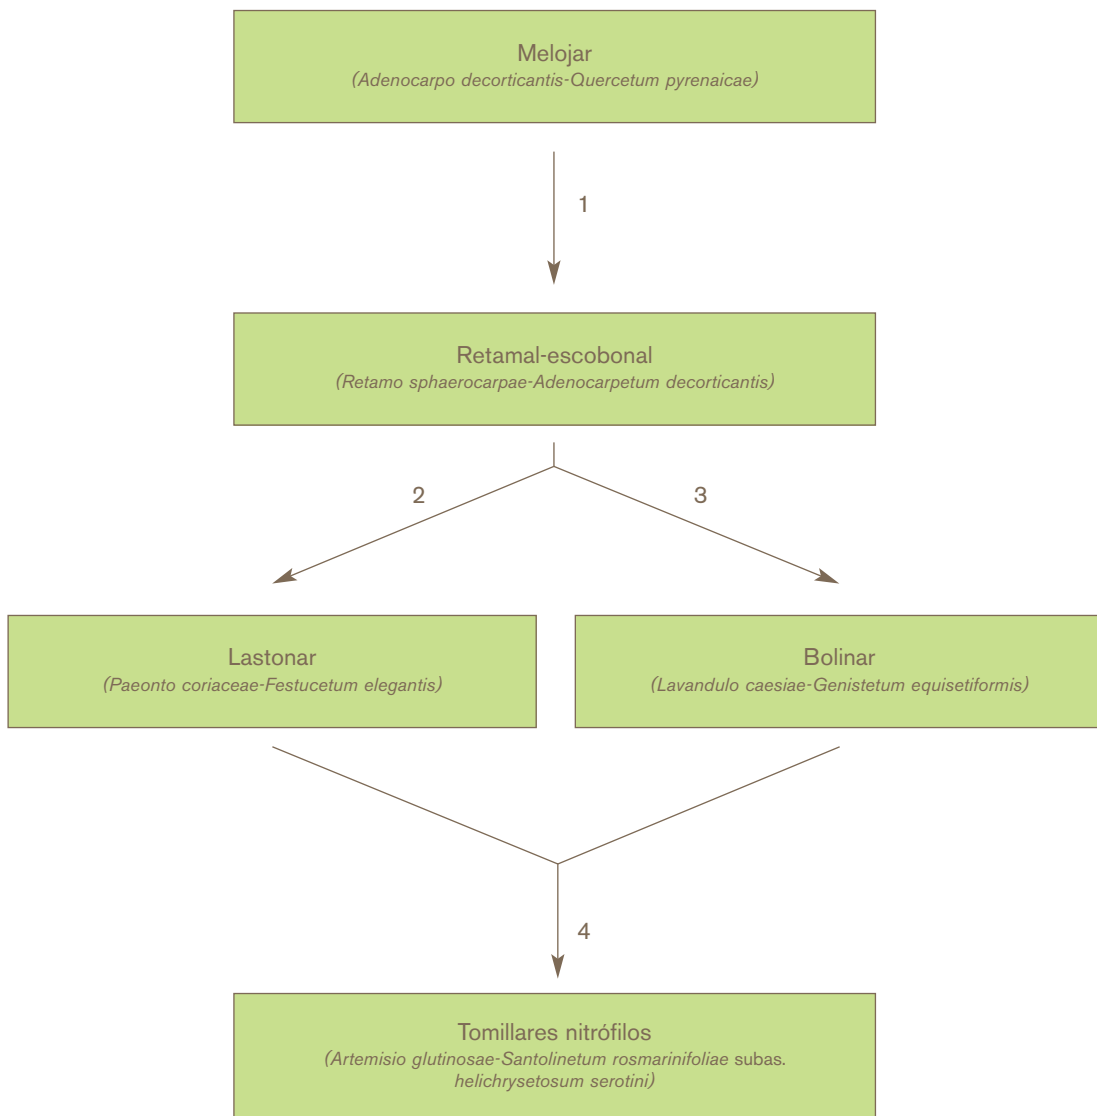 Melojar
(Adenocarpo decorticantis-Quercetum pyrenaicae)
1
Retamal-escobonal
(Retamo sphaerocarpae-Adenocarpetum decorticantis)
2
3
Lastonar
(Paeonto coriaceae-Festucetum elegantis)
Bolinar
(Lavandulo caesiae-Genistetum equisetiformis)
4
Tomillares nitrófilos
(Artemisio glutinosae-Santolinetum rosmarinifoliae subas.
helichrysetosum serotini)